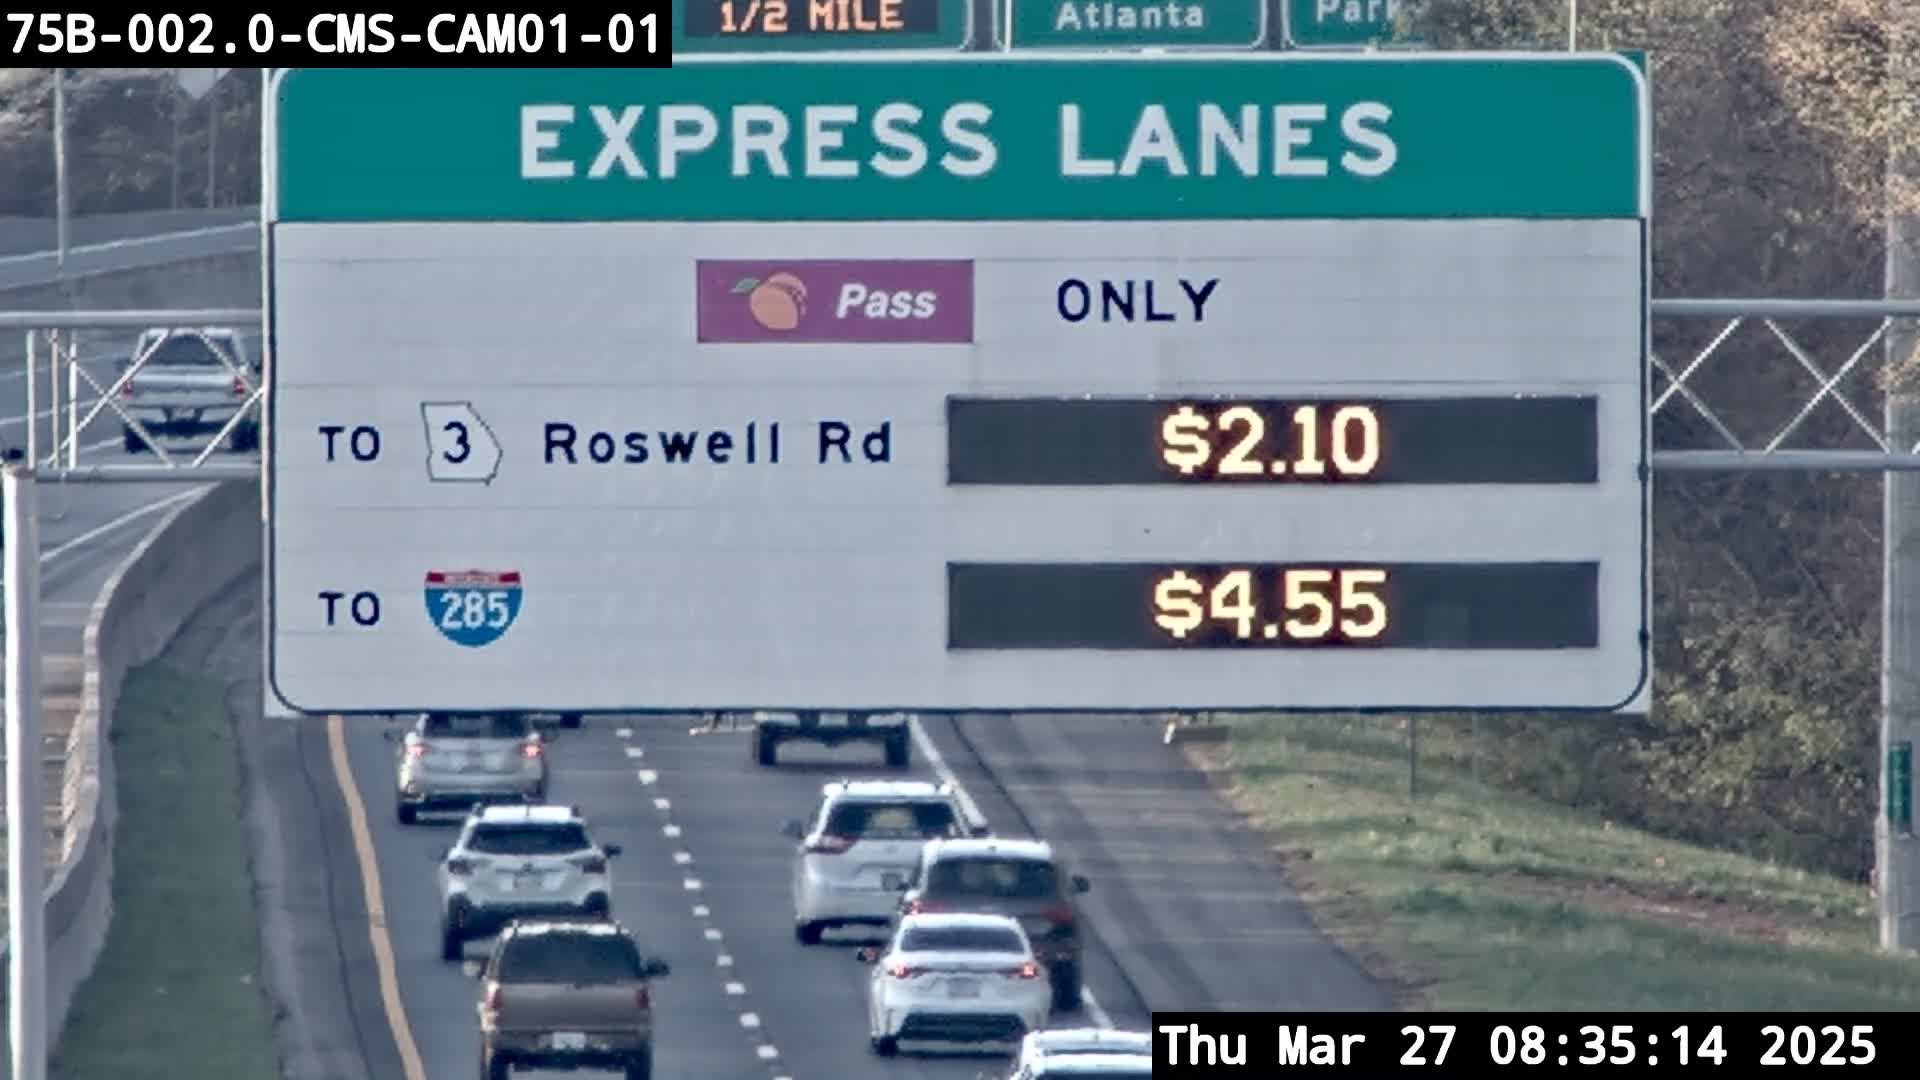 75B-002.0-CMS-CAM01-01
1/2 MILE
Atlanta
Park
EXPRESS LANES
Pass ONLY
TO 3 Roswell Rd $2.10
TO 285 $4.55
Thu Mar 27 08:35:14 2025